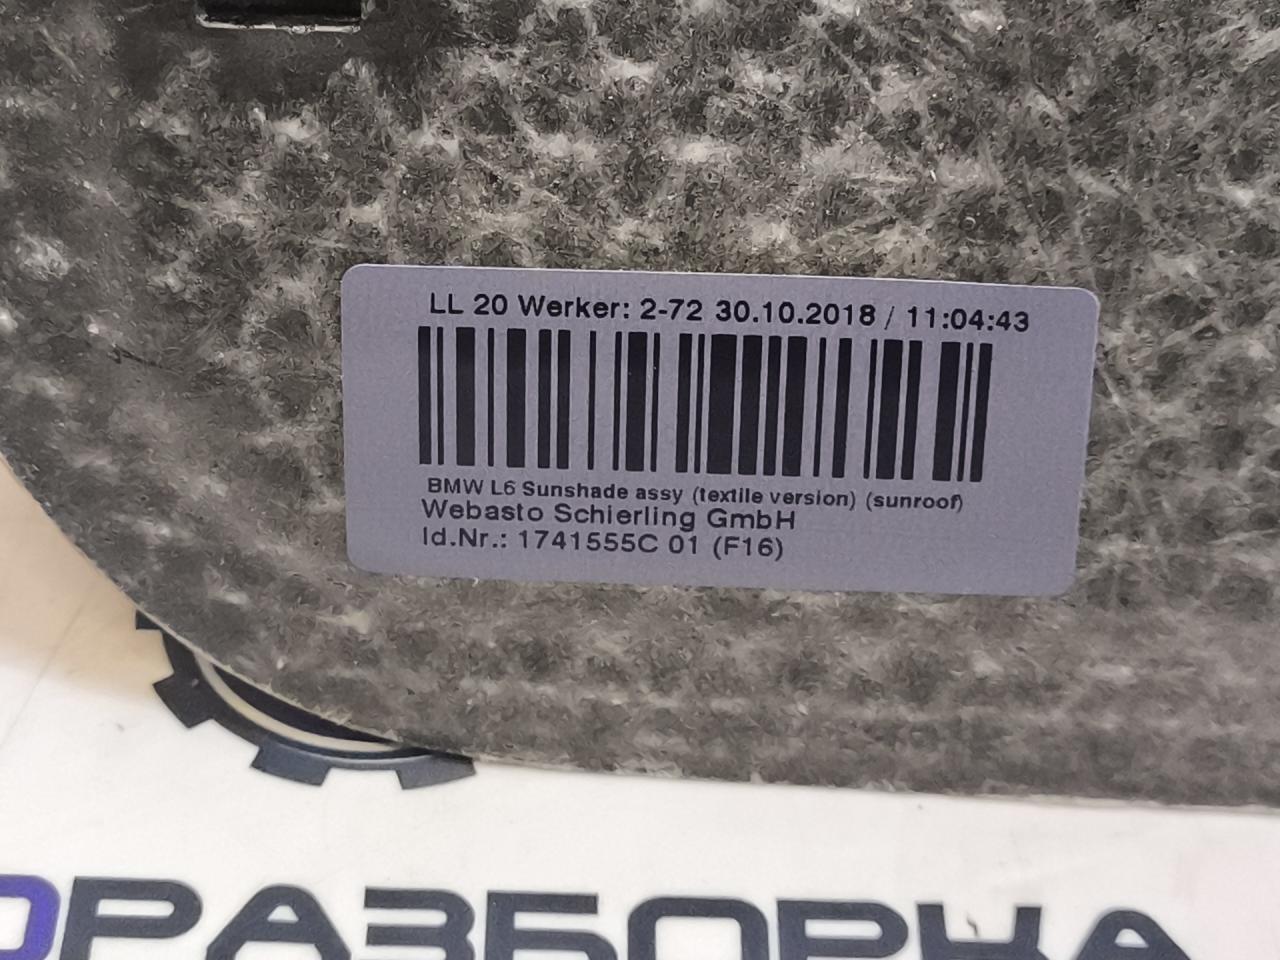 LL 20 Werker: 2-72 30.10.2018 / 11:04:43
BMW L6 Sunshade assy (textile version) (sunroof)
Webasto Schierling GmbH
Id.Nr.: 1741555C 01 (F16)
ОРАЗБОРКА